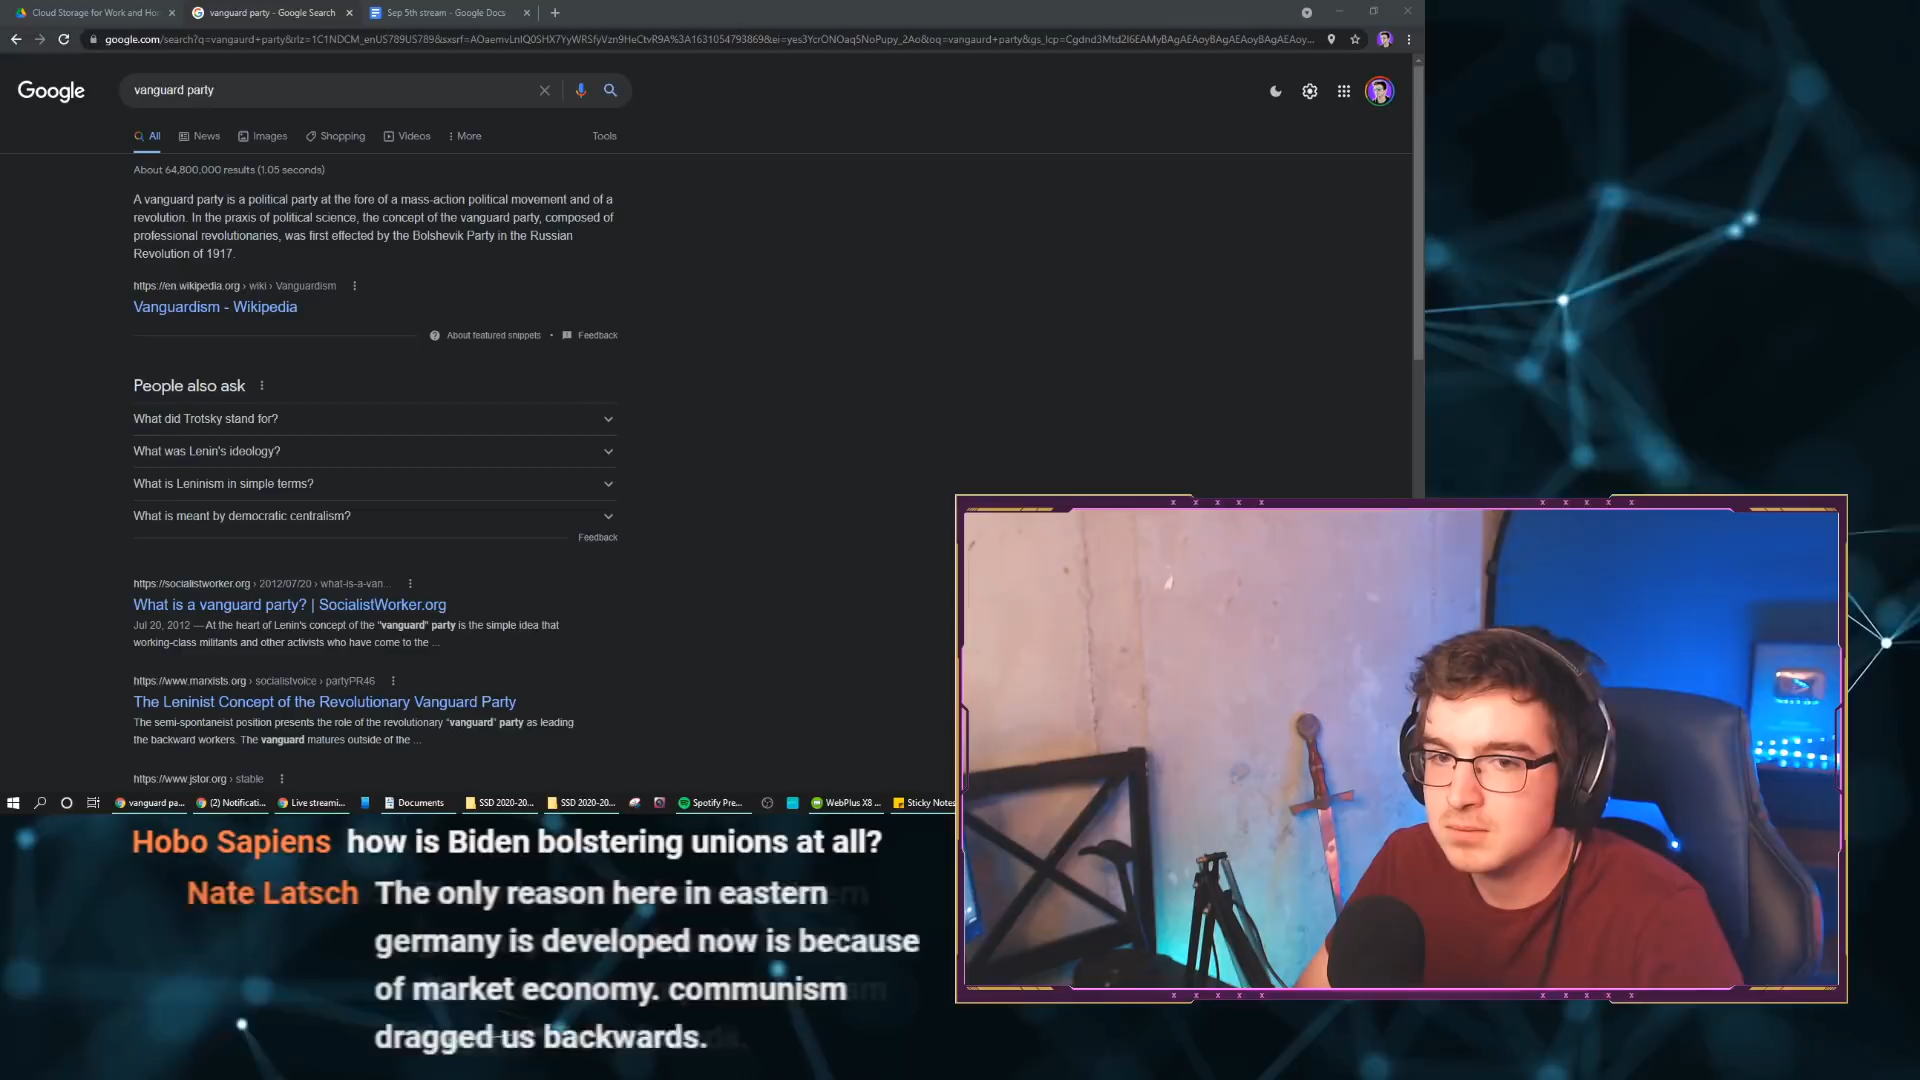 Cloud Storage for Work and Hom
vanguard party - Google Search
Sep 5th stream - Google Docs
Google
vanguard party
All
News
Images
Shopping
Videos
More
Tools
About 64,800,000 results (1.05 seconds)
A vanguard party is a political party at the fore of a mass-action political movement and of a
revolution. In the praxis of political science, the concept of the vanguard party, composed of
professional revolutionaries, was first effected by the Bolshevik Party in the Russian
Revolution of 1917.
https://en.wikipedia.org › wiki › Vanguardism
Vanguardism - Wikipedia
About featured snippets • Feedback
People also ask
What did Trotsky stand for?
What was Lenin's ideology?
What is Leninism in simple terms?
What is meant by democratic centralism?
Feedback
https://socialistworker.org › 2012/07/20 › what-is-a-van...
What is a vanguard party? | SocialistWorker.org
Jul 20, 2012 — At the heart of Lenin's concept of the "vanguard" party is the simple idea that
working-class militants and other activists who have come to the ...
https://www.marxists.org › socialistvoice › partyPR46
The Leninist Concept of the Revolutionary Vanguard Party
The semi-spontaneist position presents the role of the revolutionary "vanguard" party as leading
the backward workers. The vanguard matures outside of the ...
https://www.jstor.org › stable
vanguard pa...
(2) Notificati...
Live streami...
Documents
SSD 2020-20...
SSD 2020-20...
Spotify Pre...
WebPlus X8 ...
Sticky Notes
Hobo Sapiens how is Biden bolstering unions at all?
Nate Latsch The only reason here in eastern
germany is developed now is because
of market economy. communism
dragged us backwards.